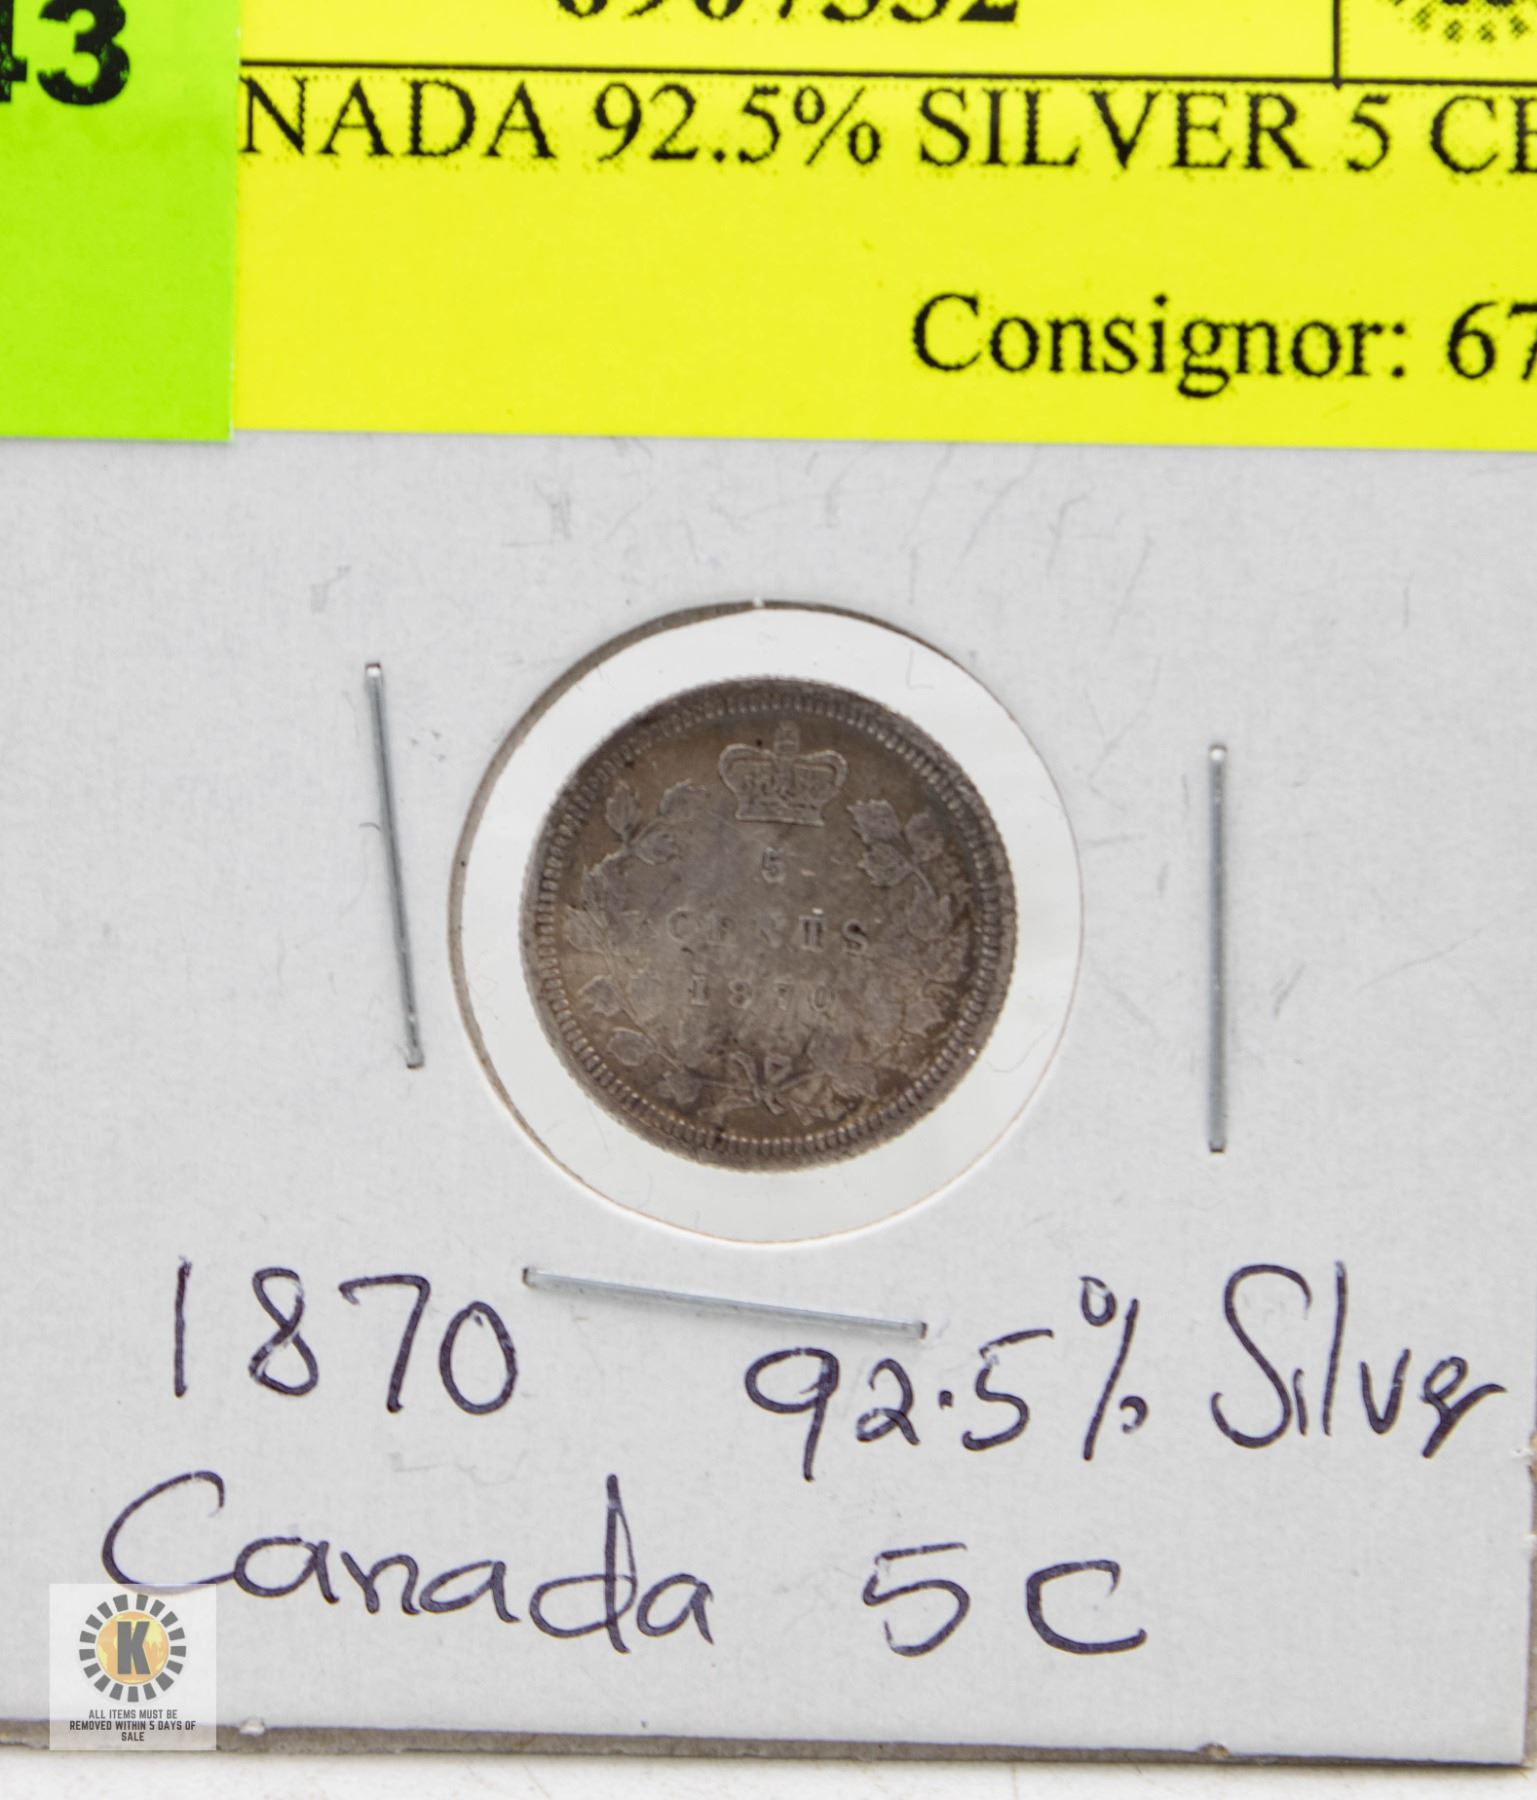 43
NADA 92.5% SILVER 5 CE
Consignor: 67
5
CENTS
1870
1870 92.5% Silver
Canada 5C
K
ALL ITEMS MUST BE
REMOVED WITHIN 5 DAYS OF
SALE